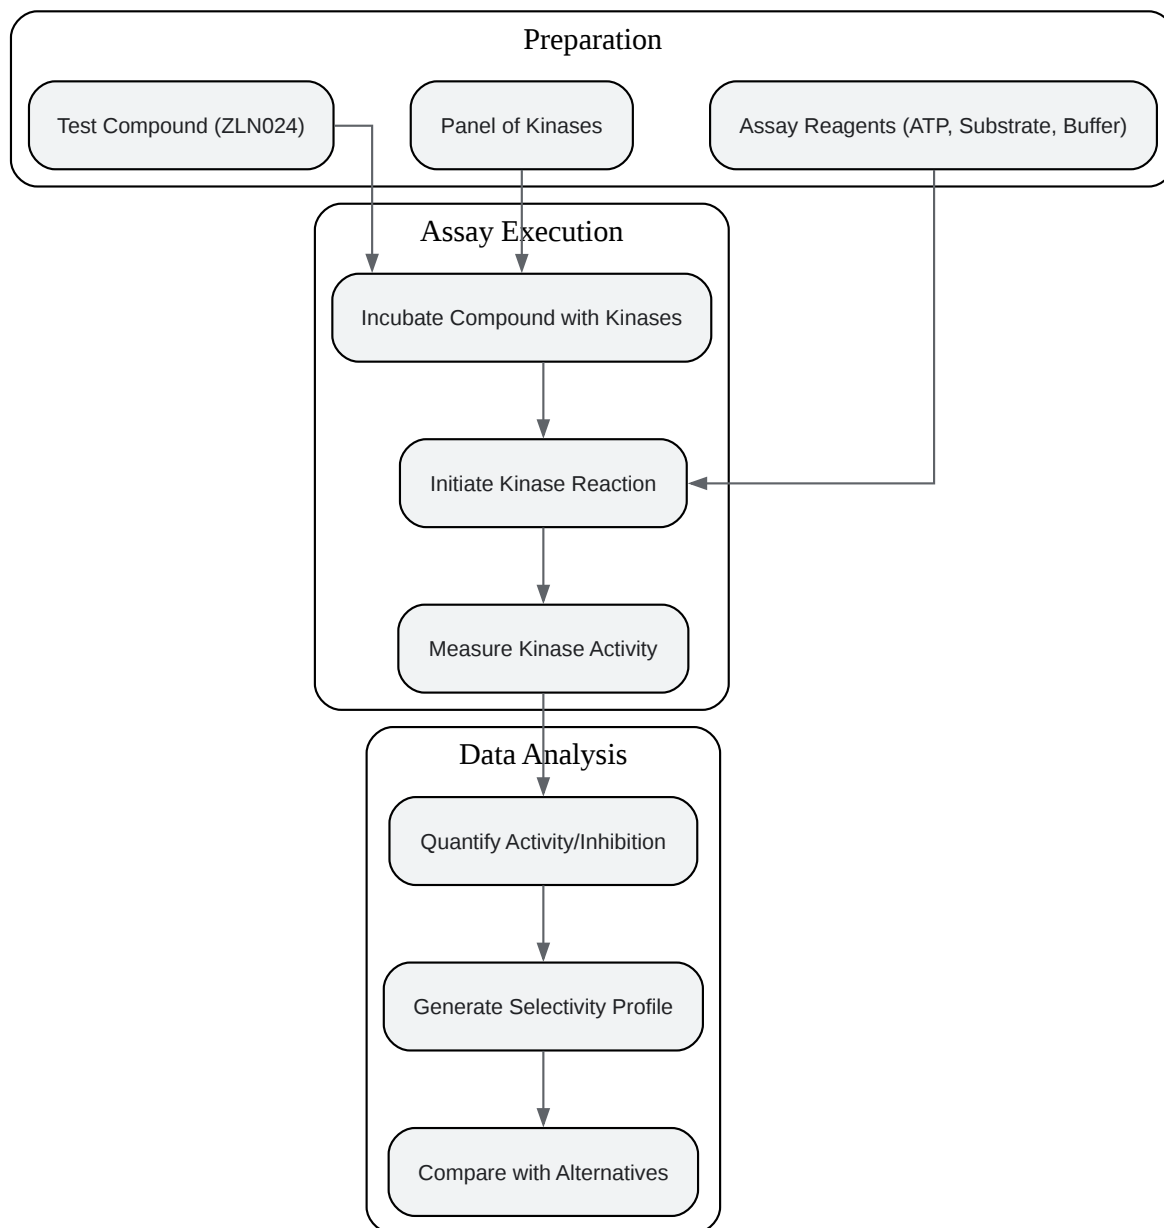 Preparation
Test Compound (ZLN024)
Panel of Kinases
Assay Reagents (ATP, Substrate, Buffer)
Assay Execution
Incubate Compound with Kinases
Initiate Kinase Reaction
Measure Kinase Activity
Data Analysis
Quantify Activity/Inhibition
Generate Selectivity Profile
Compare with Alternatives